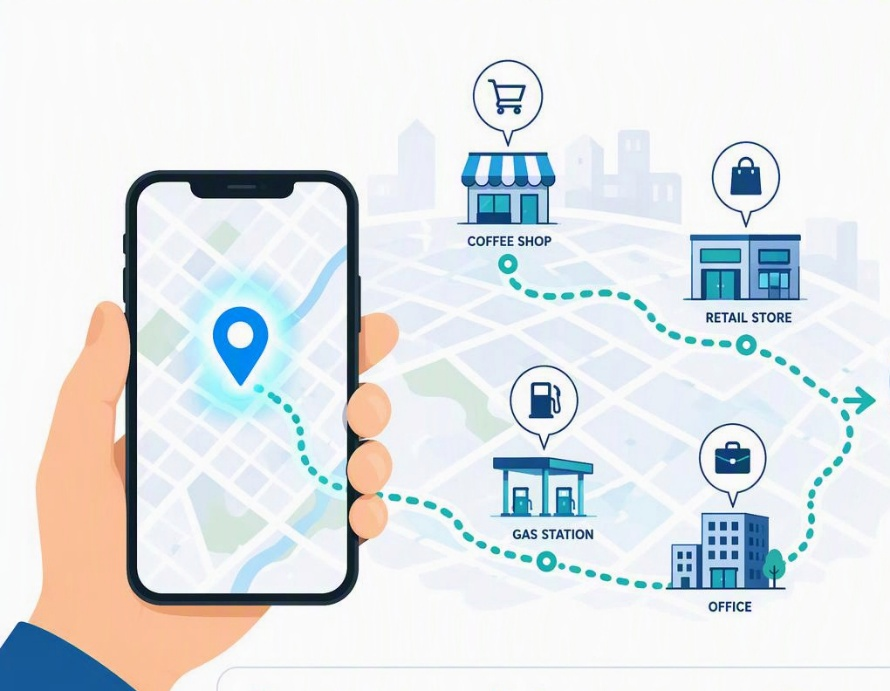 COFFEE SHOP
RETAIL STORE
GAS STATION
OFFICE